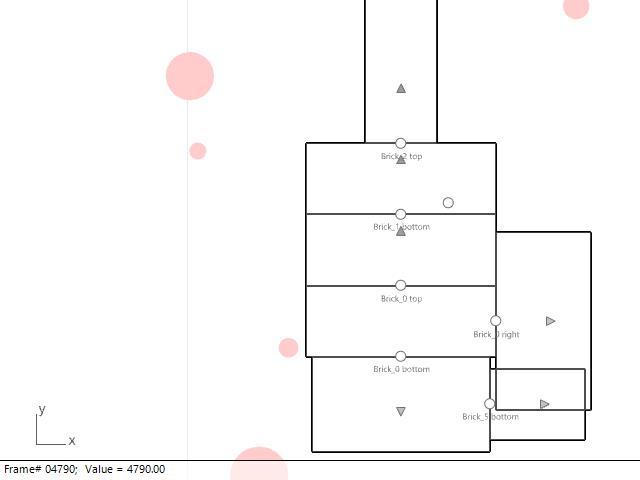 Brick_2 top
Brick_1 bottom
Brick_0 top
Brick_0 right
Brick_0 bottom
Brick_5 bottom
y
x
Frame# 04790; Value = 4790.00